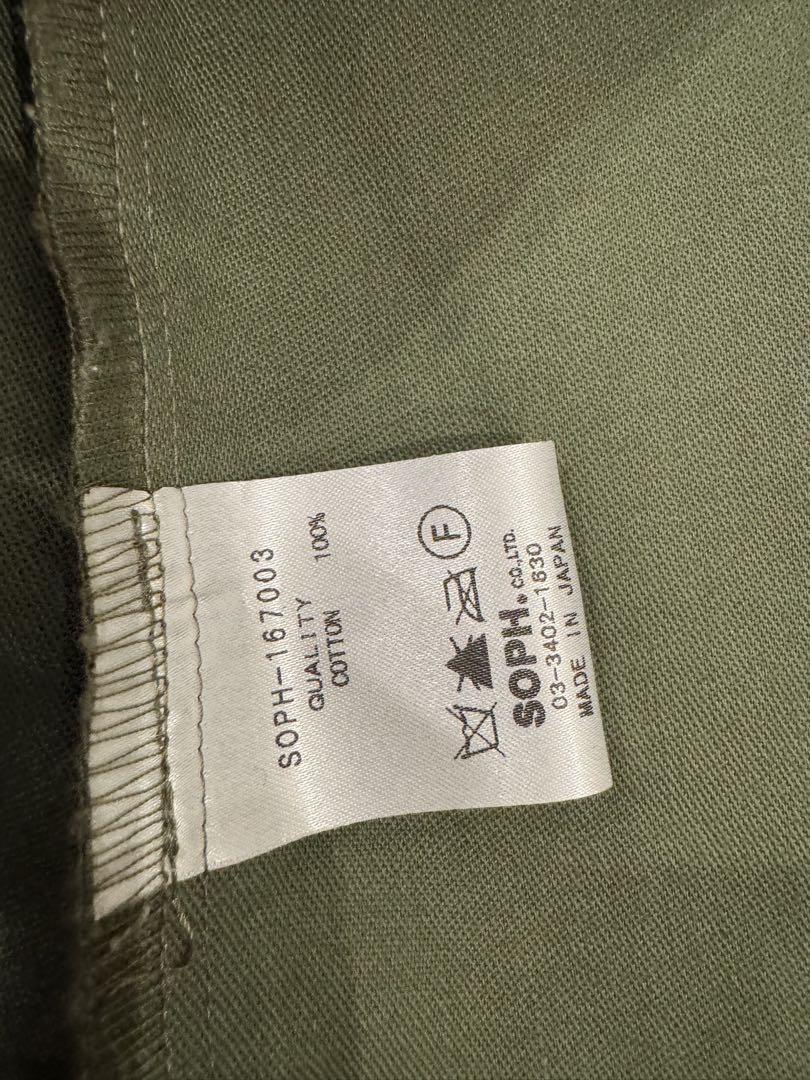 SOPH-167003
QUALITY
COTTON 100%
F
SOPH. CO.,LTD.
03-3402-1630
MADE IN JAPAN